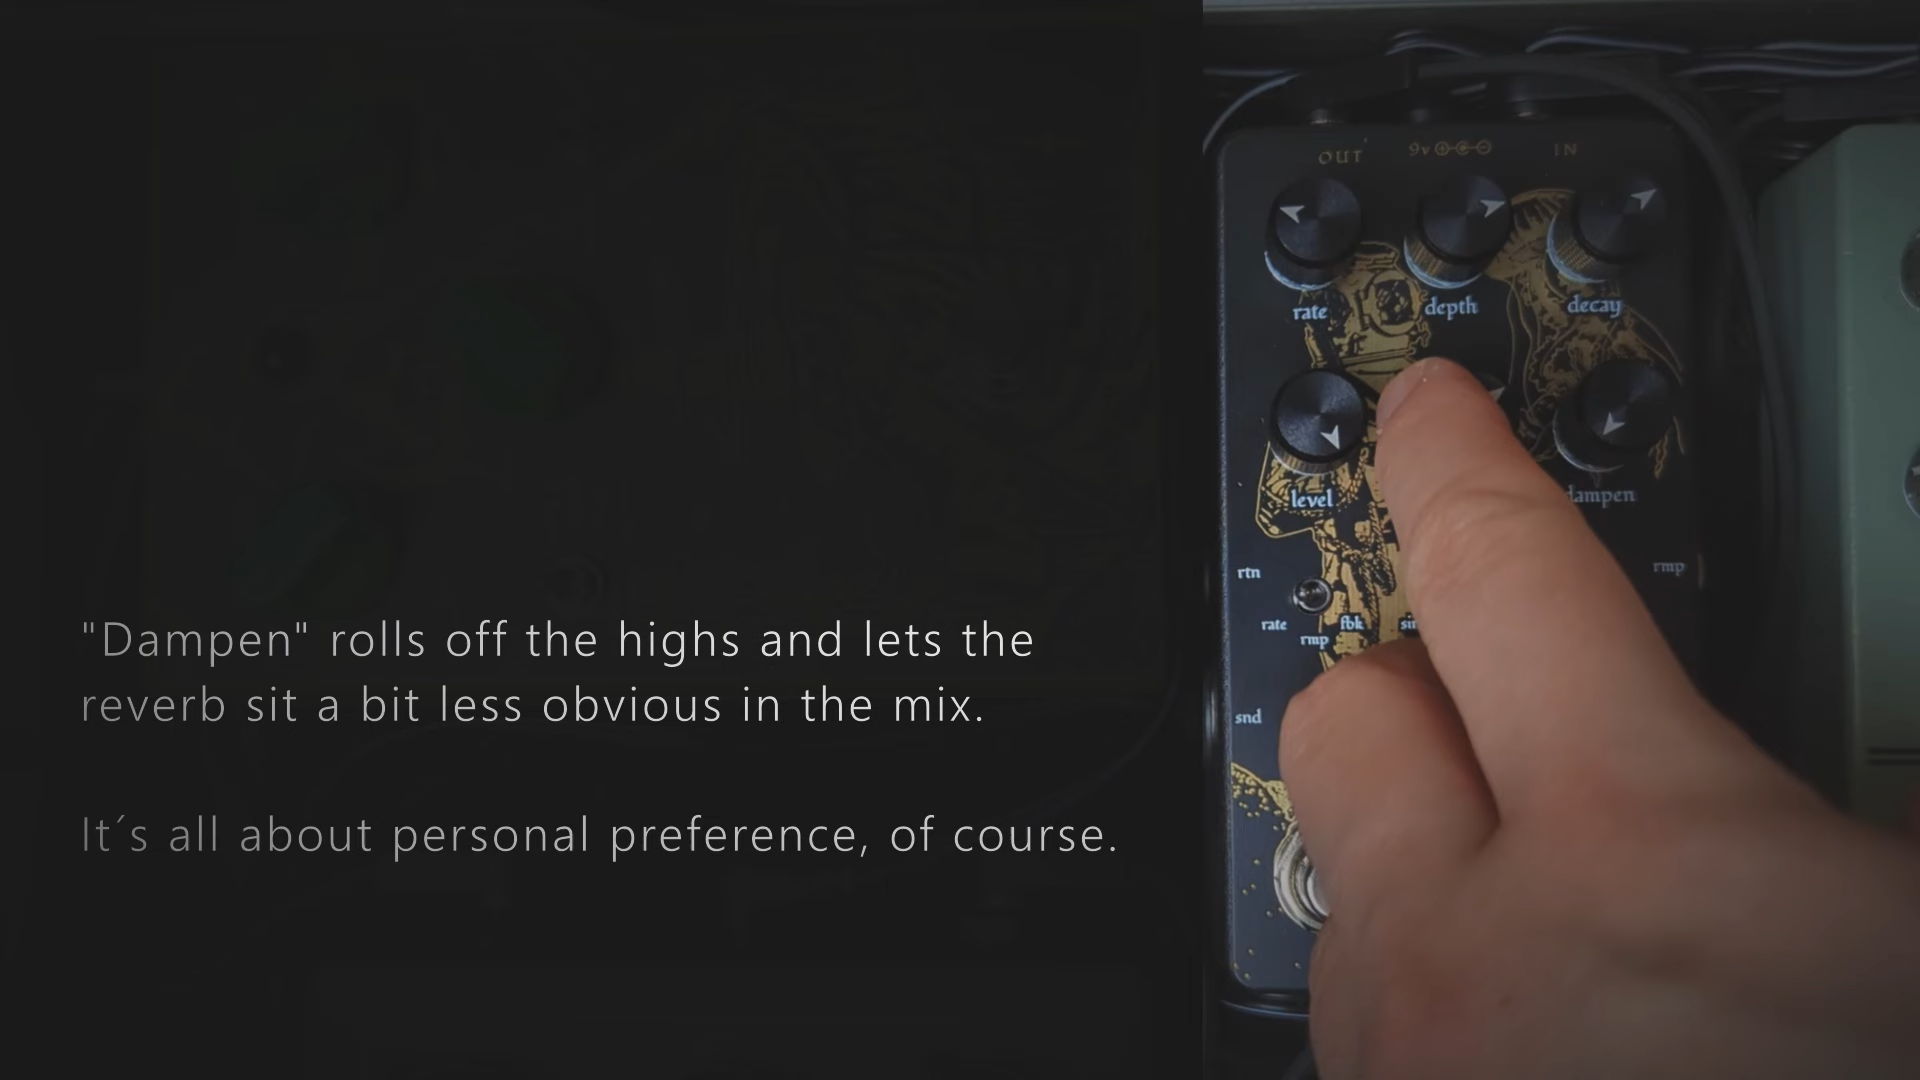 "Dampen" rolls off the highs and lets the
reverb sit a bit less obvious in the mix.
It´s all about personal preference, of course.
OUT 9v IN
rate depth decay
level
rtn rmp
rate rmp fbk
snd